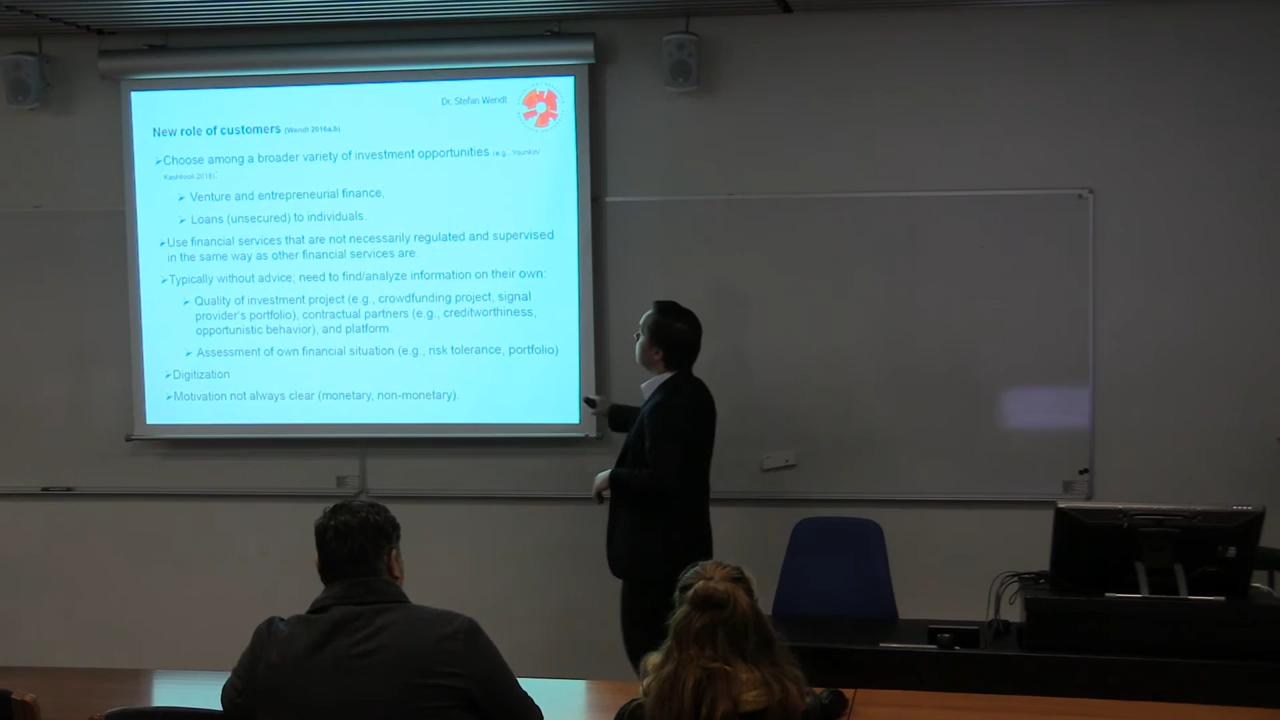 Dr. Stefan Wendt
New role of customers (Wendt 2016a,b)
➢Choose among a broader variety of investment opportunities (e.g., Younkin/
Kashkooli 2016):
➢ Venture and entrepreneurial finance,
➢ Loans (unsecured) to individuals.
➢Use financial services that are not necessarily regulated and supervised
in the same way as other financial services are.
➢Typically without advice; need to find/analyze information on their own:
➢ Quality of investment project (e.g., crowdfunding project, signal
provider's portfolio), contractual partners (e.g., creditworthiness,
opportunistic behavior), and platform.
➢ Assessment of own financial situation (e.g., risk tolerance, portfolio)
➢Digitization
➢Motivation not always clear (monetary, non-monetary).